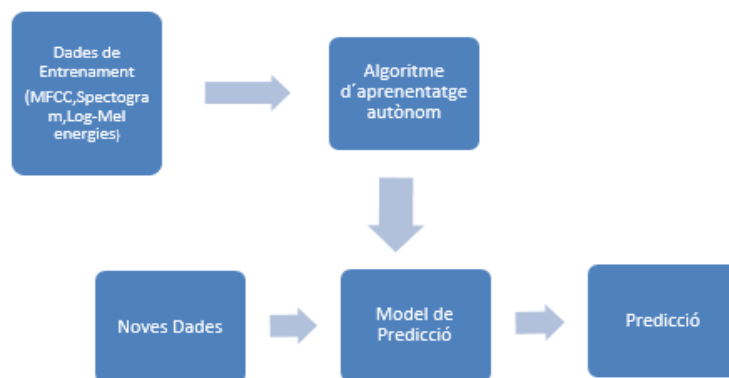 Dades de
Entrenament
(MFCC,Spectogra
m,Log-Mel
energies)
Algoritme
d´aprenentatge
autònom
Noves Dades
Model de
Predicció
Predicció